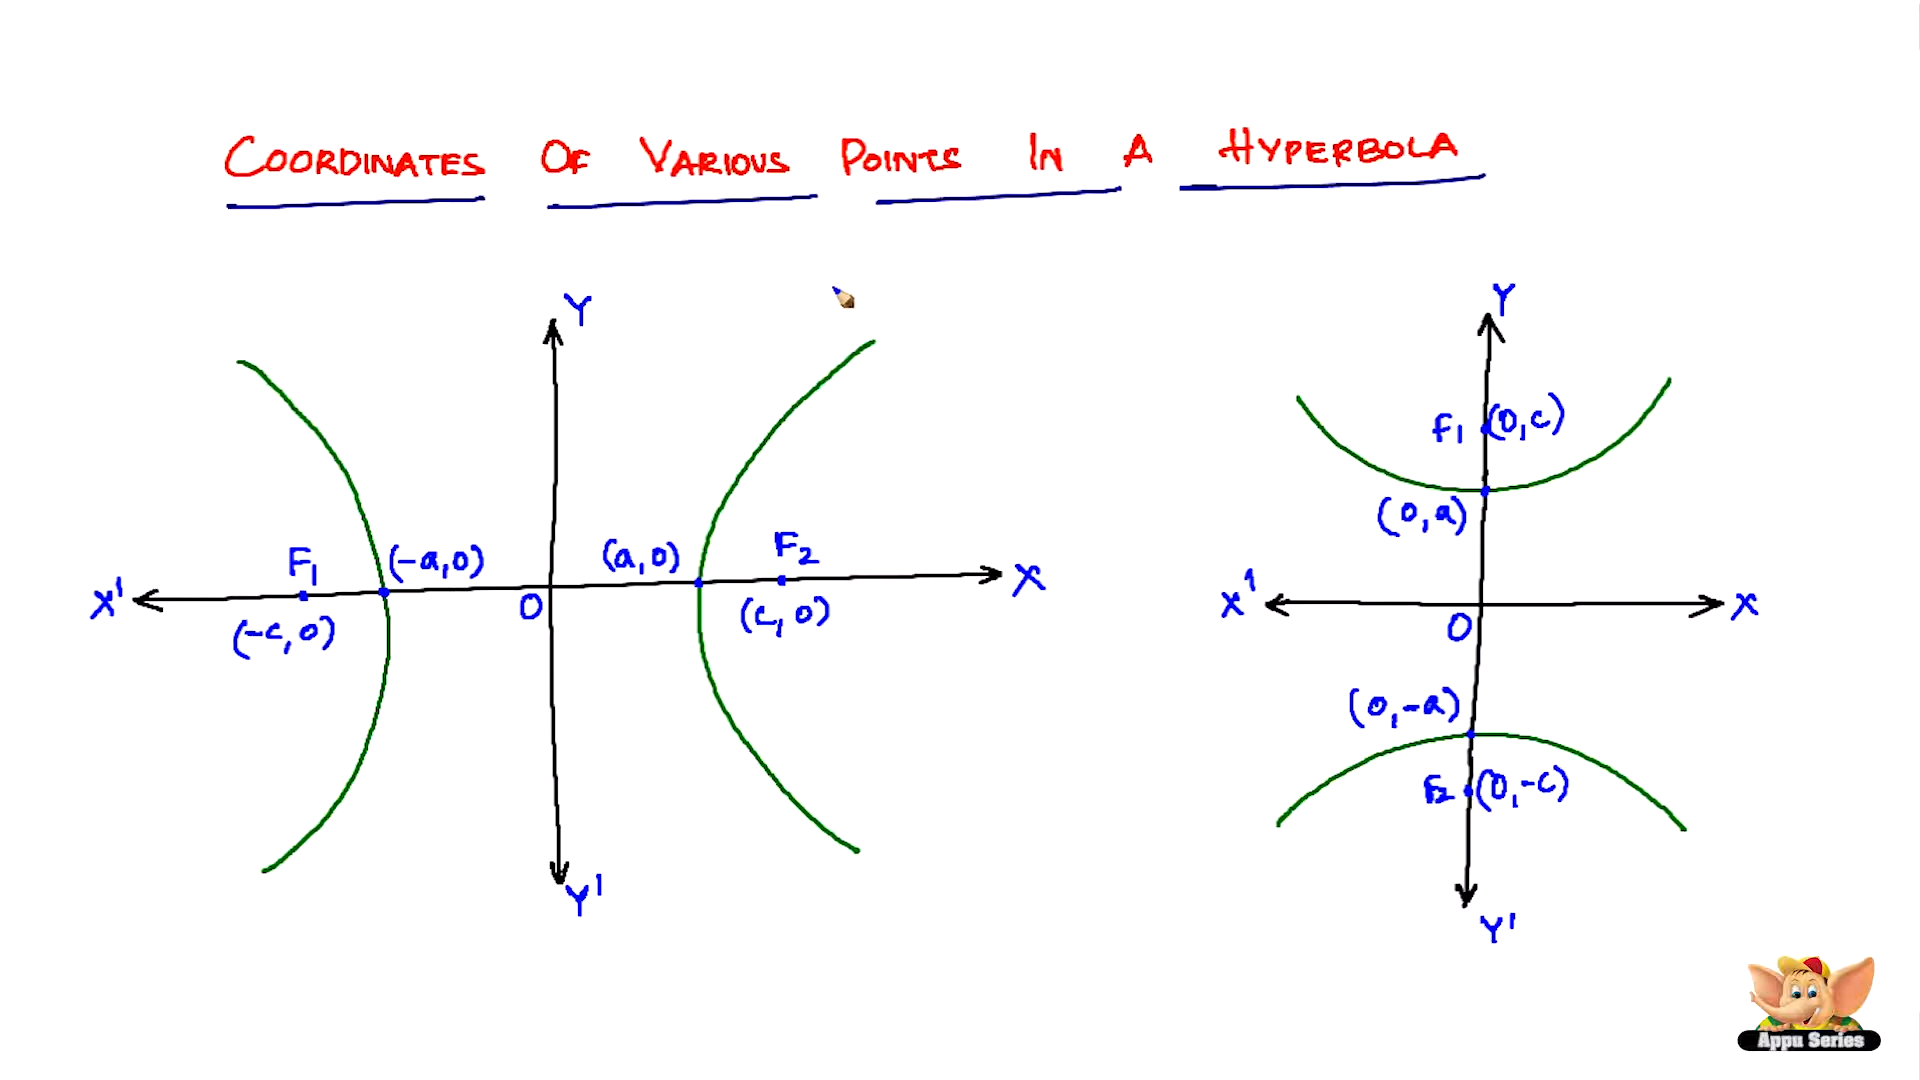 COORDINATES OF VARIOUS POINTS IN A HYPERBOLA
Y
F1 (-a,0) (a,0) F2
X' O X
(-c,0) (c,0)
Y'
Y
F1 (0,c)
(0,a)
X' O X
(0,-a)
F2 (0,-c)
Y'
Appu Series